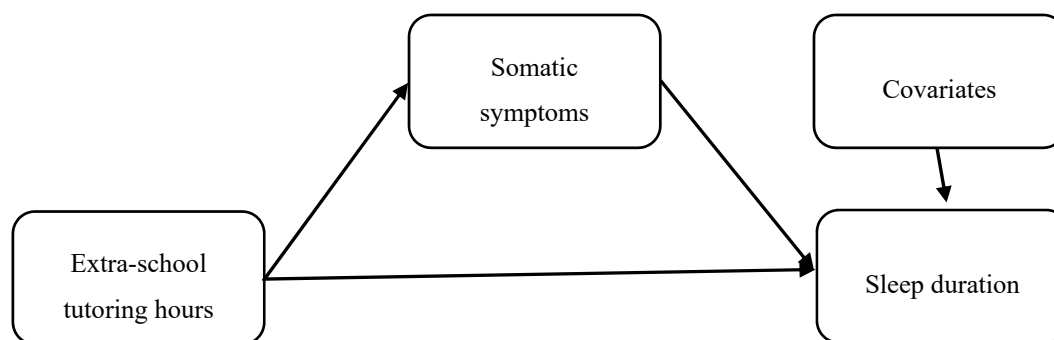 Somatic
symptoms
Covariates
Extra-school
tutoring hours
Sleep duration